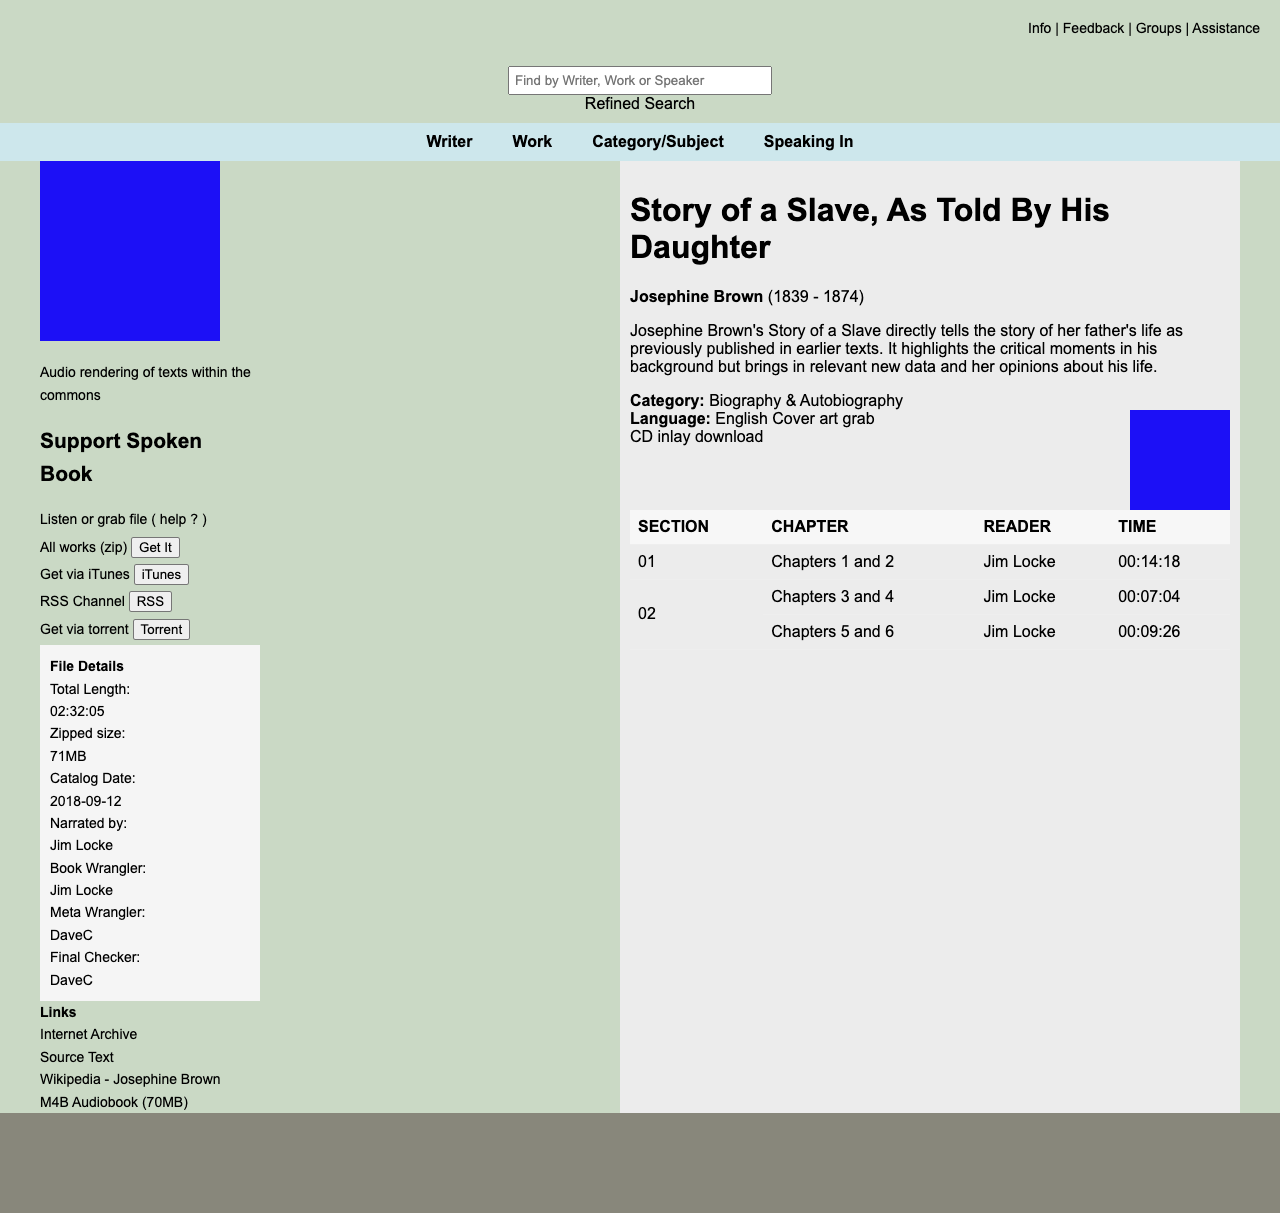 Info | Feedback | Groups | Assistance
Find by Writer, Work or Speaker
Refined Search
Writer Work Category/Subject Speaking In
Audio rendering of texts within the
commons
Support Spoken
Book
Listen or grab file ( help ? )
All works (zip) Get It
Get via iTunes iTunes
RSS Channel RSS
Get via torrent Torrent
File Details
Total Length:
02:32:05
Zipped size:
71MB
Catalog Date:
2018-09-12
Narrated by:
Jim Locke
Book Wrangler:
Jim Locke
Meta Wrangler:
DaveC
Final Checker:
DaveC
Links
Internet Archive
Source Text
Wikipedia - Josephine Brown
M4B Audiobook (70MB)
Story of a Slave, As Told By His
Daughter
Josephine Brown (1839 - 1874)
Josephine Brown's Story of a Slave directly tells the story of her father's life as
previously published in earlier texts. It highlights the critical moments in his
background but brings in relevant new data and her opinions about his life.
Category: Biography & Autobiography
Language: English Cover art grab
CD inlay download
SECTION CHAPTER READER TIME
01 Chapters 1 and 2 Jim Locke 00:14:18
02 Chapters 3 and 4 Jim Locke 00:07:04
Chapters 5 and 6 Jim Locke 00:09:26